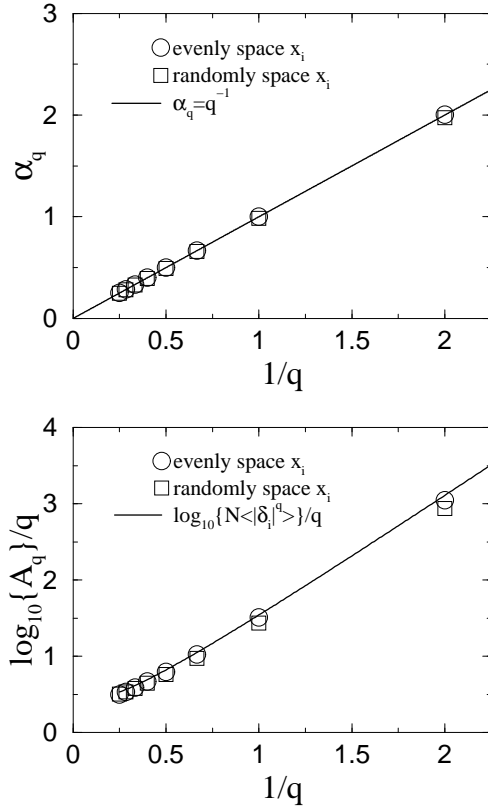 α_q
3
2
1
0
evenly space x_i
randomly space x_i
α_q=q^{-1}
0 0.5 1 1.5 2
1/q
log_10{A_q}/q
4
3
2
1
0
evenly space x_i
randomly space x_i
log_10{N<|δ_i|^q>}/q
0 0.5 1 1.5 2
1/q